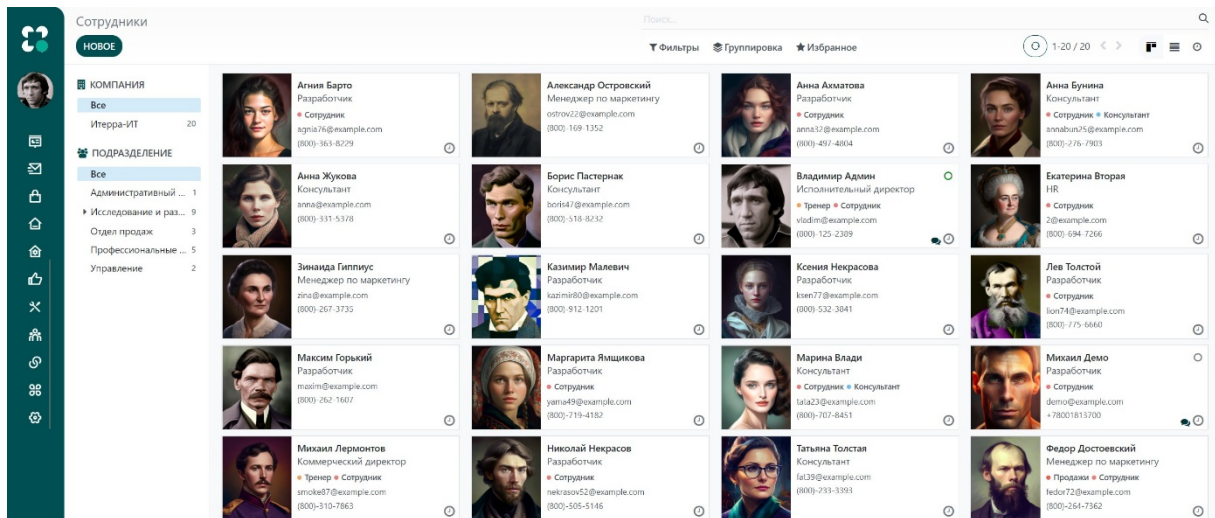 Сотрудники
Поиск...
НОВОЕ
Фильтры
Группировка
Избранное
1-20 / 20
КОМПАНИЯ
Все
Итерра-ИТ 20
ПОДРАЗДЕЛЕНИЕ
Все
Административный ... 1
Исследование и раз... 9
Отдел продаж 3
Профессиональные ... 5
Управление 2
Агния Барто
Разработчик
Сотрудник
agnia76@example.com
(800)-363-8229
Александр Островский
Менеджер по маркетингу
ostrov22@example.com
(800)-169-1352
Анна Ахматова
Разработчик
Сотрудник
anna32@example.com
(800)-497-4804
Анна Бунина
Консультант
Сотрудник Консультант
annabun25@example.com
(800)-276-7903
Анна Жукова
Консультант
anna@example.com
(800)-331-5378
Борис Пастернак
Консультант
boris47@example.com
(800)-518-8232
Владимир Админ
Исполнительный директор
Тренер Сотрудник
vladim@example.com
(800)-125-2389
Екатерина Вторая
HR
Сотрудник
2@example.com
(800)-694-7266
Зинаида Гиппиус
Менеджер по маркетингу
zina@example.com
(800)-267-3735
Казимир Малевич
Разработчик
kazimir80@example.com
(800)-912-1201
Ксения Некрасова
Разработчик
ksen77@example.com
(800)-532-3841
Лев Толстой
Разработчик
Сотрудник
lion74@example.com
(800)-775-6660
Максим Горький
Разработчик
maxim@example.com
(800)-262-1607
Маргарита Ямщикова
Разработчик
Сотрудник
yama49@example.com
(800)-719-4182
Марина Влади
Консультант
Сотрудник Консультант
tata23@example.com
(800)-707-8451
Михаил Демо
Разработчик
Сотрудник
demo@example.com
+78001813700
Михаил Лермонтов
Коммерческий директор
Тренер Сотрудник
smoke87@example.com
(800)-310-7863
Николай Некрасов
Разработчик
Сотрудник
nekrasov52@example.com
(800)-505-5146
Татьяна Толстая
Консультант
fat39@example.com
(800)-233-3393
Федор Достоевский
Менеджер по маркетингу
Продажи Сотрудник
fedor72@example.com
(800)-264-7362